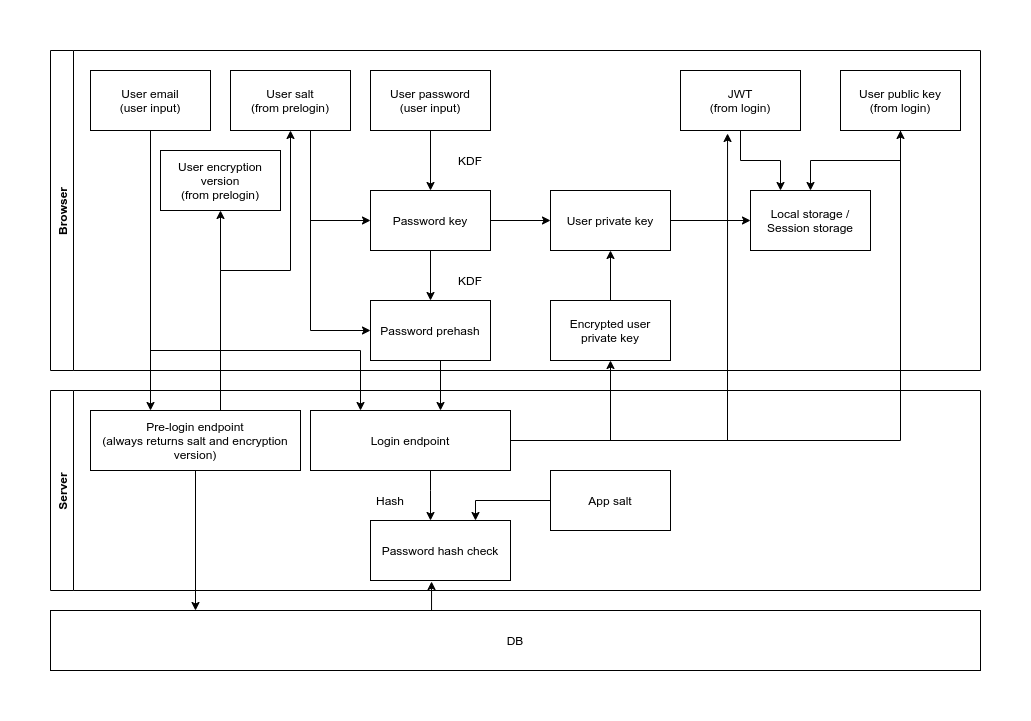 Browser
User email
(user input)
User salt
(from prelogin)
User password
(user input)
JWT
(from login)
User public key
(from login)
User encryption
version
(from prelogin)
KDF
Password key
User private key
Local storage /
Session storage
KDF
Password prehash
Encrypted user
private key
Server
Pre-login endpoint
(always returns salt and encryption
version)
Login endpoint
Hash
App salt
Password hash check
DB